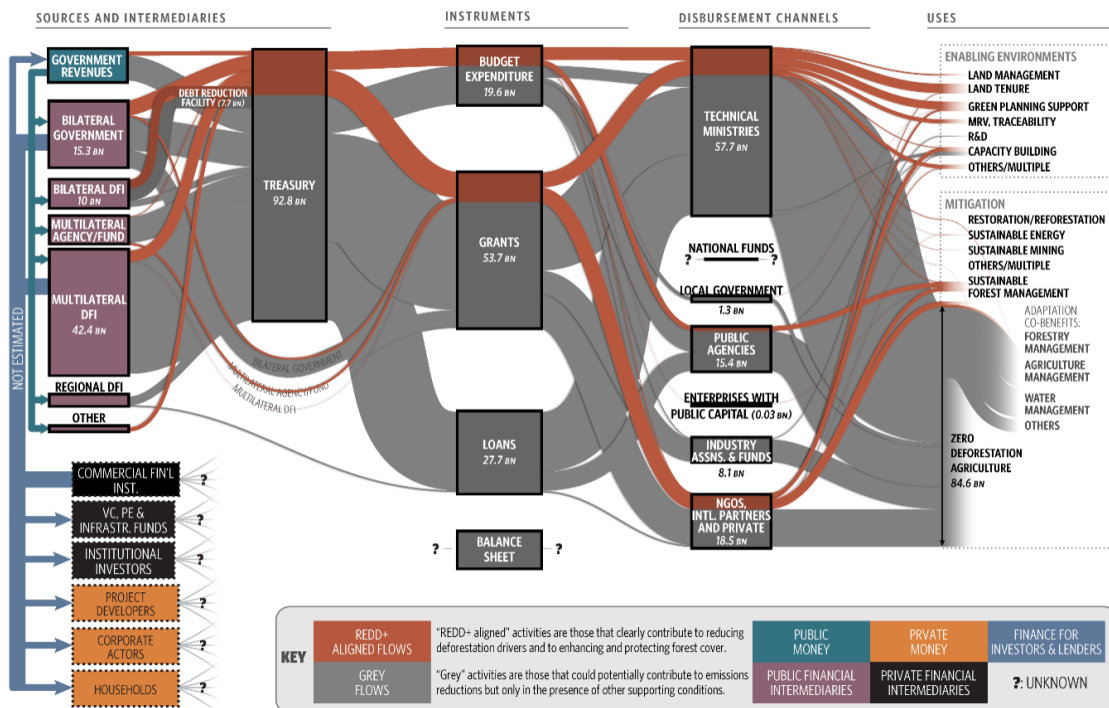 SOURCES AND INTERMEDIARIES
INSTRUMENTS
DISBURSEMENT CHANNELS
USES
GOVERNMENT
REVENUES
BILATERAL
GOVERNMENT
15.3 BN
BILATERAL DFI
10 BN
MULTILATERAL
AGENCY/FUND
MULTILATERAL
DFI
42.4 BN
REGIONAL DFI
OTHER
NOT ESTIMATED
DEBT REDUCTION
FACILITY (7.7 BN)
TREASURY
92.8 BN
BILATERAL GOVERNMENT
MULTILATERAL AGENCY/FUND
MULTILATERAL DFI
COMMERCIAL FIN'L
INST.
?
VC, PE &
INFRASTR. FUNDS
?
INSTITUTIONAL
INVESTORS
?
PROJECT
DEVELOPERS
?
CORPORATE
ACTORS
?
HOUSEHOLDS
?
BUDGET
EXPENDITURE
19.6 BN
GRANTS
53.7 BN
LOANS
27.7 BN
? BALANCE
SHEET ?
TECHNICAL
MINISTRIES
57.7 BN
NATIONAL FUNDS
? ?
LOCAL GOVERNMENT
1.3 BN
PUBLIC
AGENCIES
15.4 BN
ENTERPRISES WITH
PUBLIC CAPITAL (0.03 BN)
INDUSTRY
ASSNS. & FUNDS
8.1 BN
NGOS,
INTL. PARTNERS
AND PRIVATE
18.5 BN
ENABLING ENVIRONMENTS
LAND MANAGEMENT
LAND TENURE
GREEN PLANNING SUPPORT
MRV, TRACEABILITY
R&D
CAPACITY BUILDING
OTHERS/MULTIPLE
MITIGATION
RESTORATION/REFORESTATION
SUSTAINABLE ENERGY
SUSTAINABLE MINING
OTHERS/MULTIPLE
SUSTAINABLE
FOREST MANAGEMENT
ADAPTATION
CO-BENEFITS:
FORESTRY
MANAGEMENT
AGRICULTURE
MANAGEMENT
WATER
MANAGEMENT
OTHERS
ZERO
DEFORESTATION
AGRICULTURE
84.6 BN
KEY
REDD+
ALIGNED FLOWS
"REDD+ aligned" activities are those that clearly contribute to reducing
deforestation drivers and to enhancing and protecting forest cover.
GREY
FLOWS
"Grey" activities are those that could potentially contribute to emissions
reductions but only in the presence of other supporting conditions.
PUBLIC
MONEY
PRVATE
MONEY
FINANCE FOR
INVESTORS & LENDERS
PUBLIC FINANCIAL
INTERMEDIARIES
PRIVATE FINANCIAL
INTERMEDIARIES
?: UNKNOWN